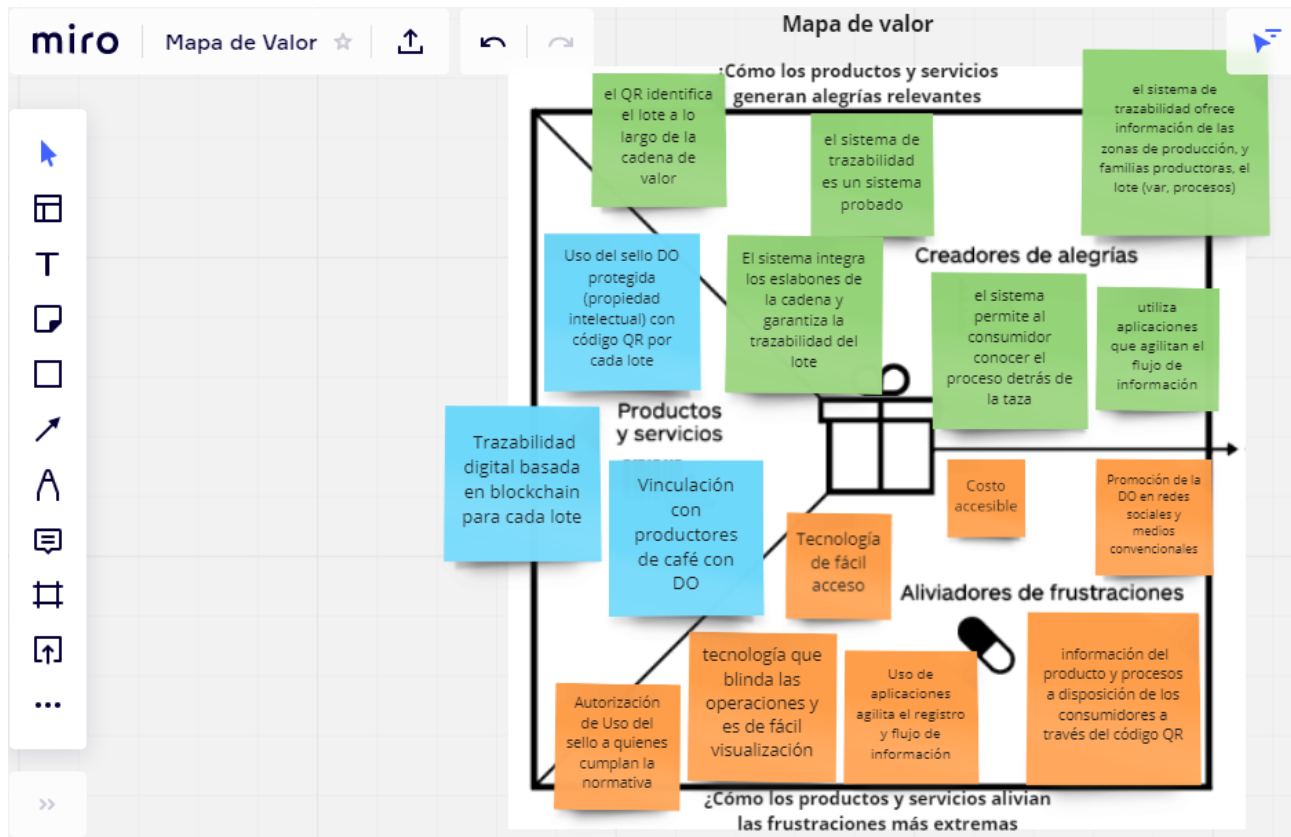 miro
Mapa de Valor
Mapa de valor
¿Cómo los productos y servicios
generan alegrías relevantes
el QR identifica
el lote a lo
largo de la
cadena de
valor
el sistema de
trazabilidad
es un sistema
probado
el sistema de
trazabilidad ofrece
información de las
zonas de producción, y
familias productoras, el
lote (var, procesos)
Uso del sello DO
protegida
(propiedad
intelectual) con
código QR por
cada lote
El sistema integra
los eslabones de
la cadena y
garantiza la
trazabilidad del
lote
Creadores de alegrías
el sistema
permite al
consumidor
conocer el
proceso detrás de
la taza
utiliza
aplicaciones
que agilitan el
flujo de
información
Productos
y servicios
Trazabilidad
digital basada
en blockchain
para cada lote
Vinculación
con
productores
de café con
DO
Costo
accesible
Promoción de la
DO en redes
sociales y
medios
convencionales
Tecnología
de fácil
acceso
Aliviadores de frustraciones
Autorización
de Uso del
sello a quienes
cumplan la
normativa
tecnología que
blinda las
operaciones y
es de fácil
visualización
Uso de
aplicaciones
agilita el registro
y flujo de
información
información del
producto y procesos
a disposición de los
consumidores a
través del código QR
¿Cómo los productos y servicios alivian
las frustraciones más extremas